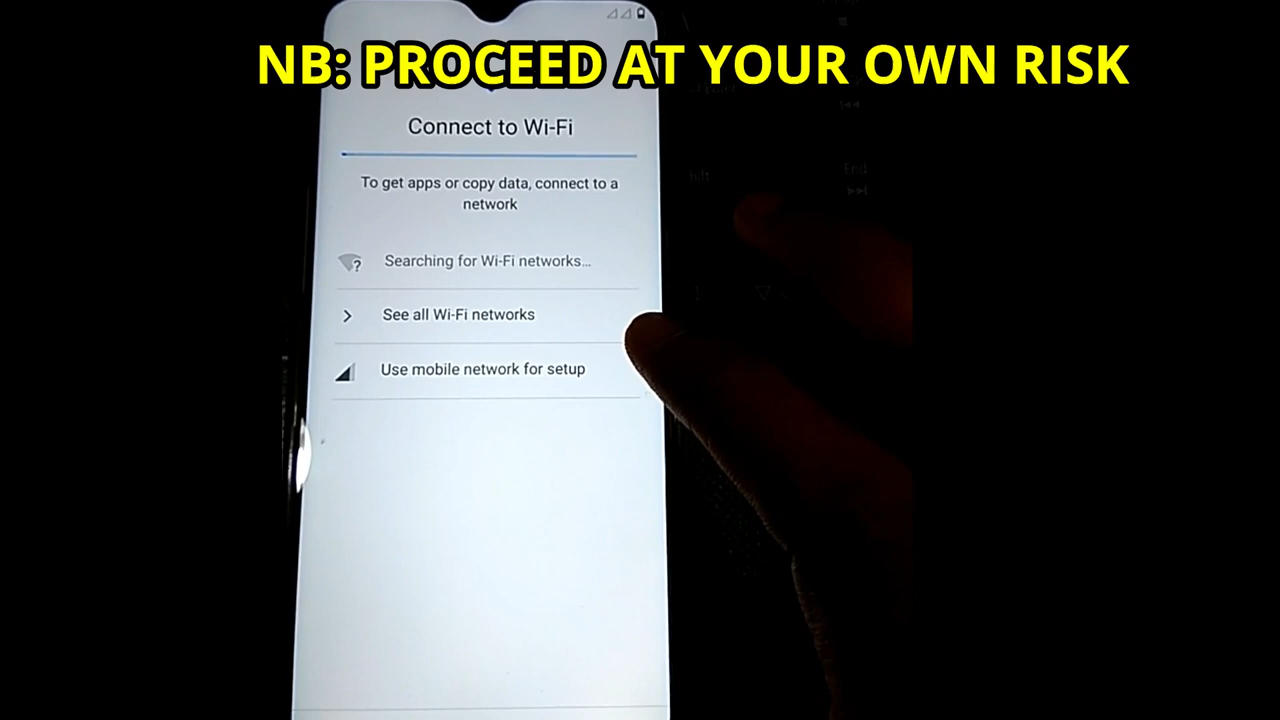 NB: PROCEED AT YOUR OWN RISK
Connect to Wi-Fi
To get apps or copy data, connect to a
network
?
Searching for Wi-Fi networks...
See all Wi-Fi networks
Use mobile network for setup
End